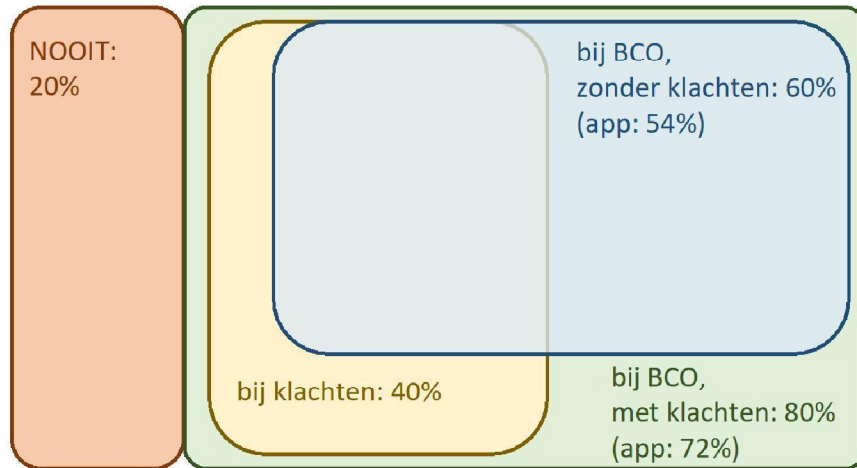 NOOIT:
20%
bij BCO,
zonder klachten: 60%
(app: 54%)
bij klachten: 40%
bij BCO,
met klachten: 80%
(app: 72%)